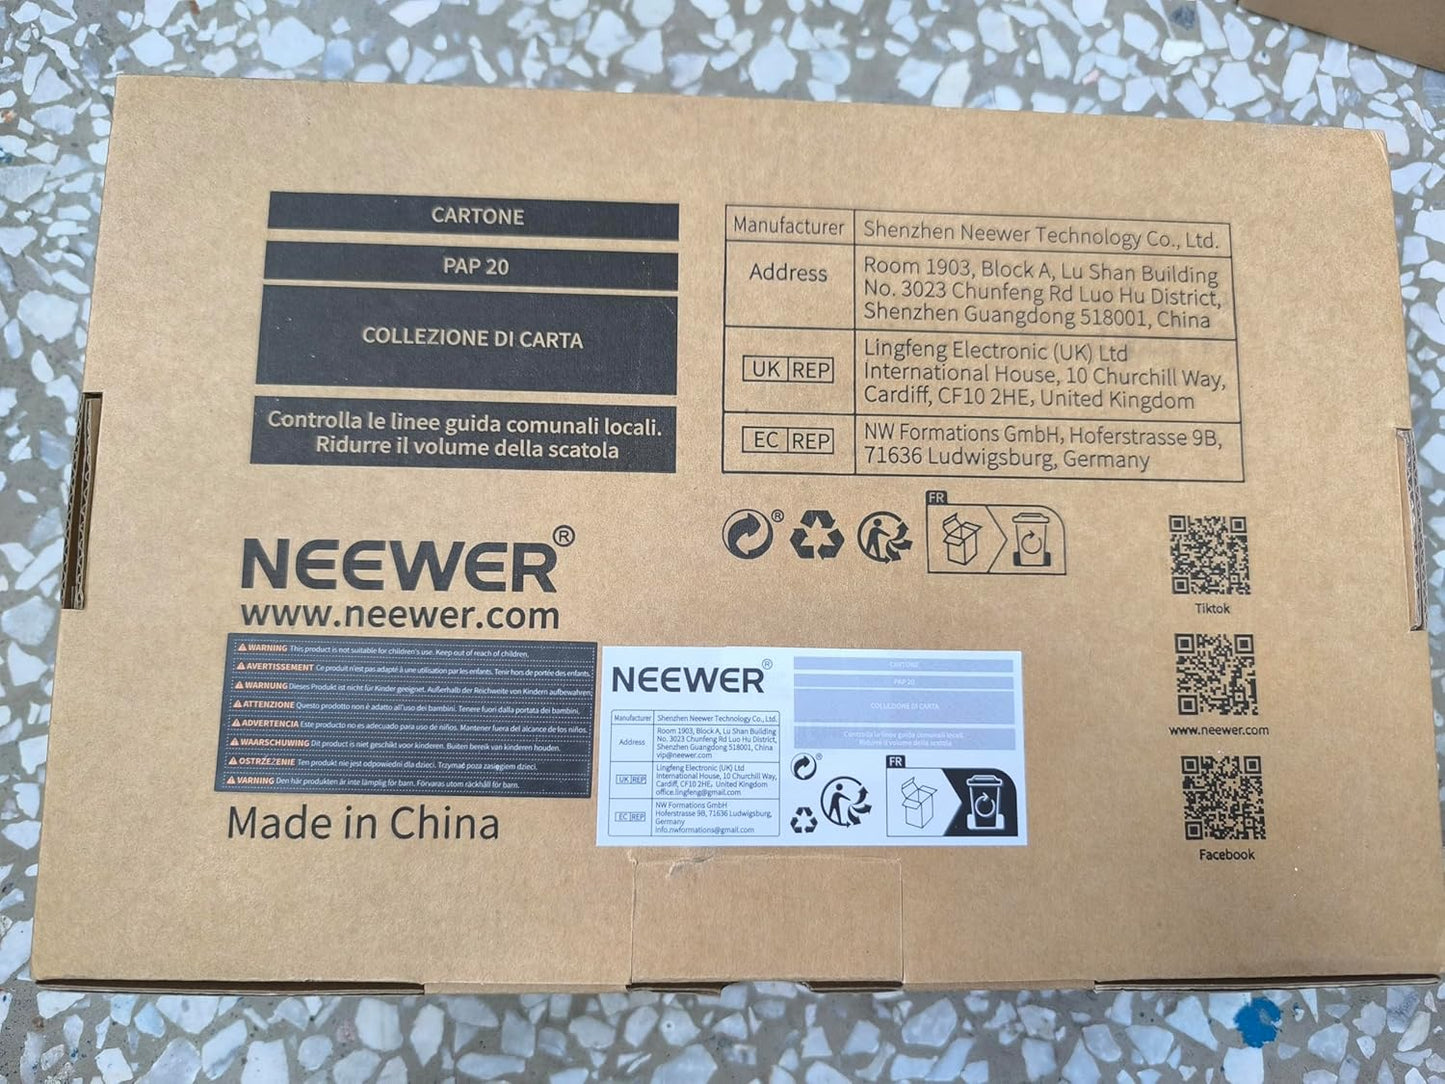 CARTONE
PAP 20
COLLEZIONE DI CARTA
Controlla le linee guida comunali locali.
Ridurre il volume della scatola
Manufacturer
Shenzhen Neewer Technology Co., Ltd.
Address
Room 1903, Block A, Lu Shan Building
No. 3023 Chunfeng Rd Luo Hu District,
Shenzhen Guangdong 518001, China
UK REP
Lingfeng Electronic (UK) Ltd
International House, 10 Churchill Way,
Cardiff, CF10 2HE, United Kingdom
EC REP
NW Formations GmbH, Hoferstrasse 9B,
71636 Ludwigsburg, Germany
®
FR
NEEWER®
www.neewer.com
WARNING This product is not suitable for children's use. Keep out of reach of children.
AVERTISSEMENT Ce produit n'est pas adapté à une utilisation par les enfants. Tenir hors de portée des enfants.
WARNUNG Dieses Produkt ist nicht für Kinder geeignet. Außerhalb der Reichweite von Kindern aufbewahren.
ATTENZIONE Questo prodotto non è adatto all'uso dei bambini. Tenere fuori dalla portata dei bambini.
ADVERTENCIA Este producto no es adecuado para uso de niños. Mantener fuera del alcance de los niños.
WAARSCHUWING Dit product is niet geschikt voor kinderen. Buiten bereik van kinderen houden.
OSTRZEŻENIE Ten produkt nie jest odpowiedni dla dzieci. Trzymać poza zasięgiem dzieci.
VARNING Den här produkten är inte lämplig för barn. Förvaras utom räckhåll för barn.
Made in China
NEEWER®
Manufacturer
Shenzhen Neewer Technology Co., Ltd.
Address
Room 1903, Block A, Lu Shan Building
No. 3023 Chunfeng Rd Luo Hu District,
Shenzhen Guangdong 518001, China
vip@neewer.com
UK REP
Lingfeng Electronic (UK) Ltd
International House, 10 Churchill Way,
Cardiff, CF10 2HE, United Kingdom
office.lingfeng@gmail.com
EC REP
NW Formations GmbH
Hoferstrasse 9B, 71636 Ludwigsburg,
Germany
info.nwformations@gmail.com
CARTONE
PAP 20
COLLEZIONE DI CARTA
Controlla le linee guida comunali locali.
Ridurre il volume della scatola
®
FR
Tiktok
www.neewer.com
Facebook